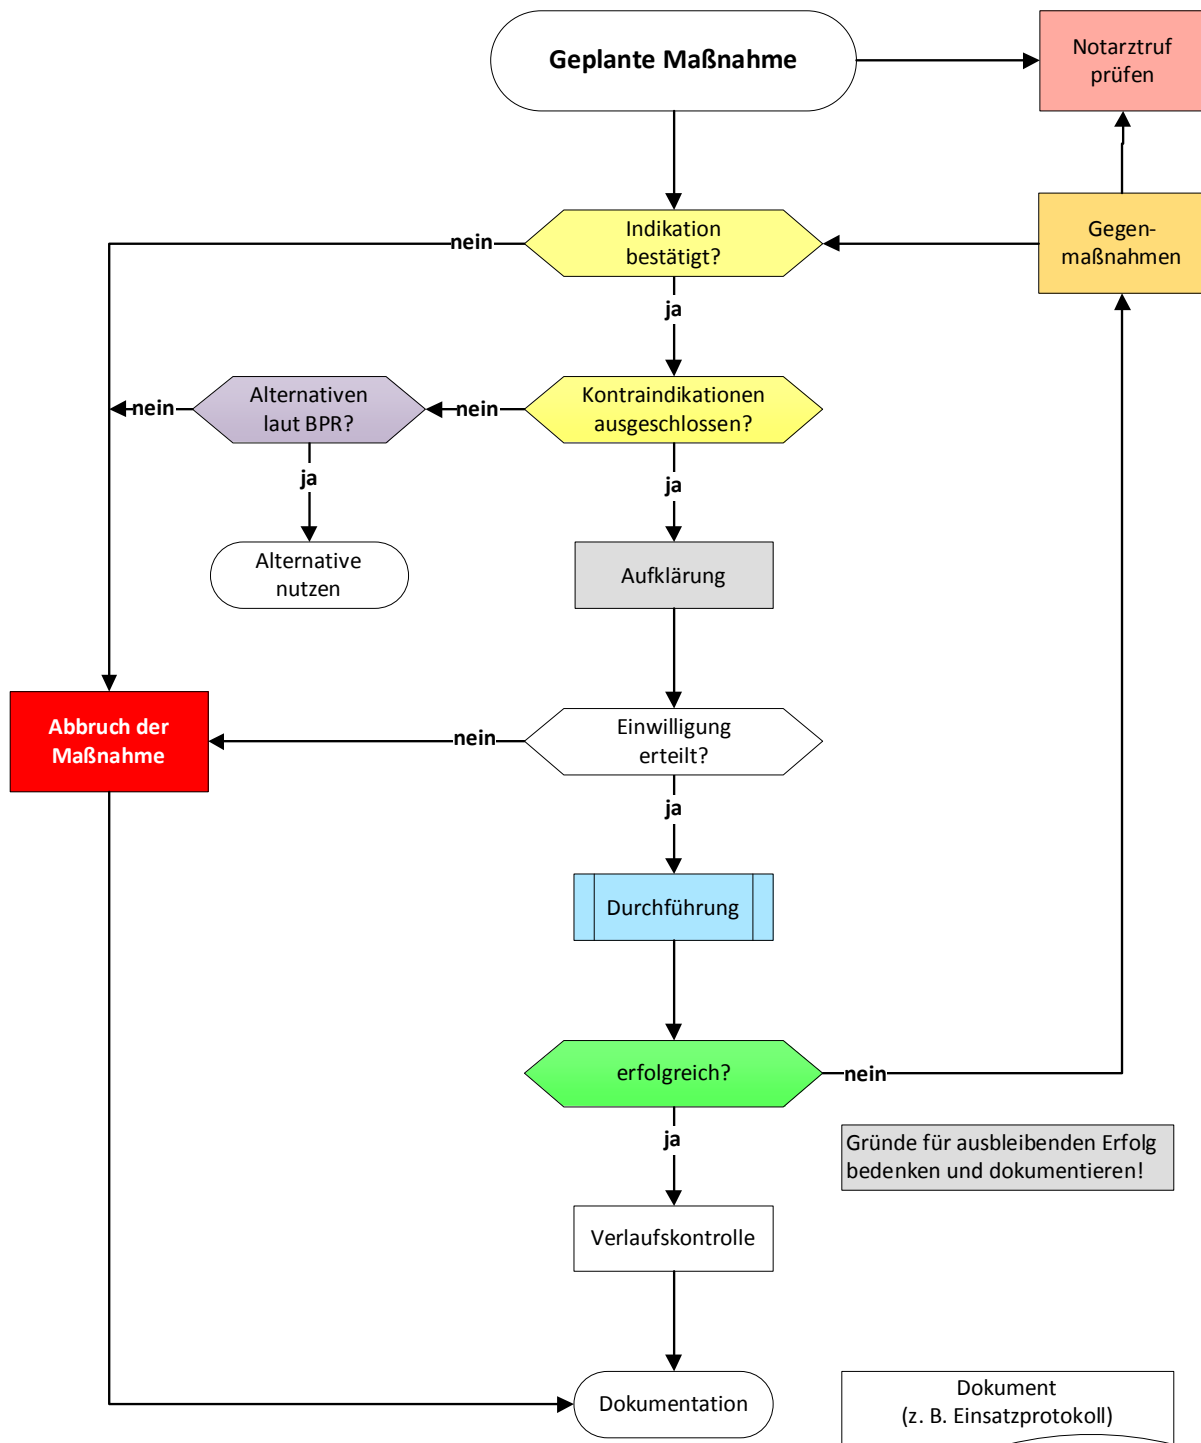 Geplante Maßnahme
Notarztruf
prüfen
Indikation
bestätigt?
nein
Gegen-
maßnahmen
ja
Kontraindikationen
ausgeschlossen?
nein
Alternativen
laut BPR?
nein
ja
Alternative
nutzen
ja
Aufklärung
Einwilligung
erteilt?
nein
Abbruch der
Maßnahme
ja
Durchführung
erfolgreich?
nein
ja
Gründe für ausbleibenden Erfolg
bedenken und dokumentieren!
Verlaufskontrolle
Dokumentation
Dokument
(z. B. Einsatzprotokoll)